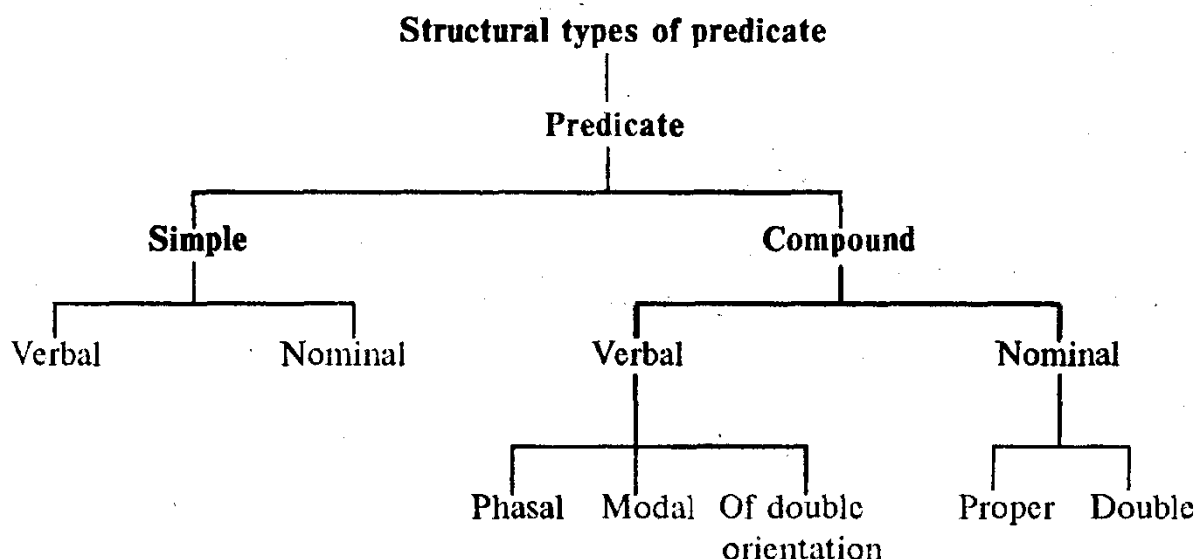 Structural types of predicate
Predicate
Simple
Compound
Verbal
Nominal
Verbal
Nominal
Phasal
Modal
Of double
orientation
Proper
Double